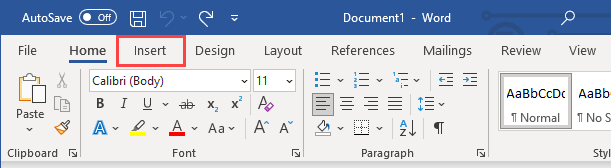 AutoSave Off Document1 - Word
File Home Insert Design Layout References Mailings Review View
Paste Calibri (Body) 11 AaBbCcDc AaBbC
B I U ab x₂ x² A
A A Aa A A A Z ¶ ¶ Normal ¶ No S
Clipboard Font Paragraph Styl